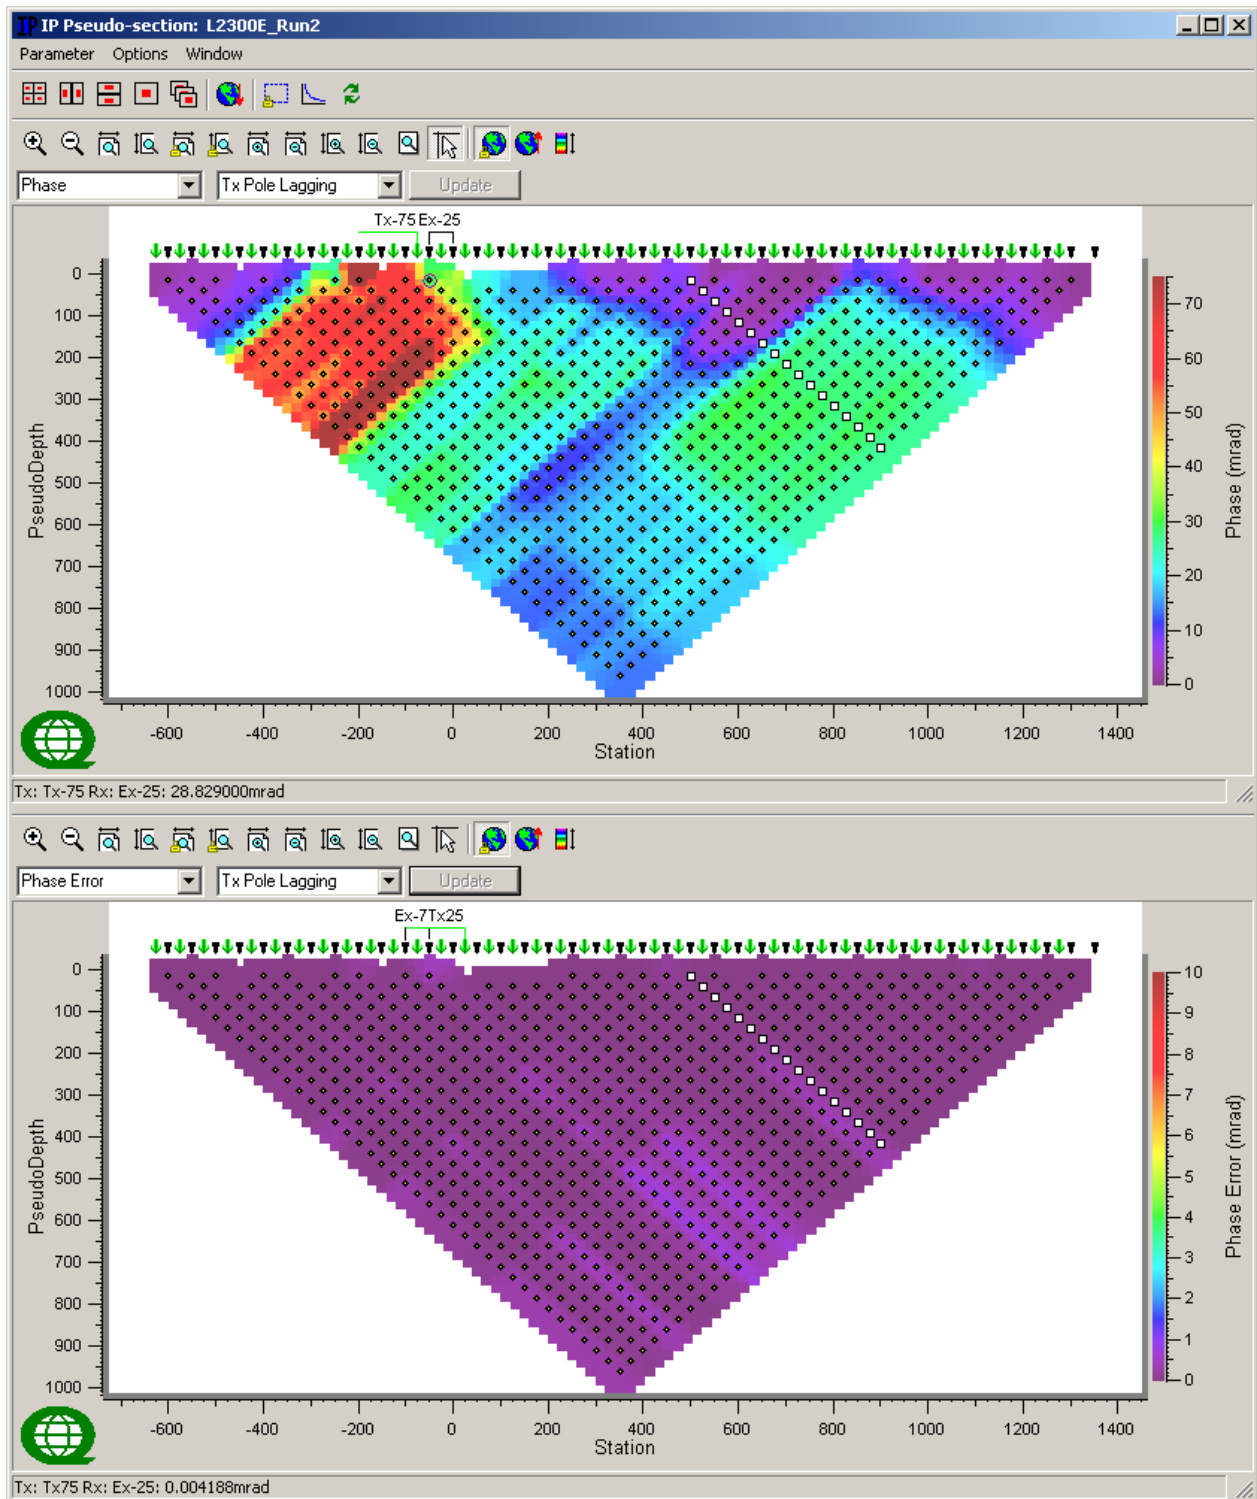 IP IP Pseudo-section: L2300E_Run2
Parameter Options Window
Phase Tx Pole Lagging Update
Tx-75 Ex-25
0
100
200
300
400
500
600
700
800
900
1000
PseudoDepth
70
60
50
40
30
20
10
0
Phase (mrad)
-600 -400 -200 0 200 400 600 800 1000 1200 1400
Station
Tx: Tx-75 Rx: Ex-25: 28.829000mrad
Phase Error Tx Pole Lagging Update
Ex-7Tx25
0
100
200
300
400
500
600
700
800
900
1000
PseudoDepth
10
9
8
7
6
5
4
3
2
1
0
Phase Error (mrad)
-600 -400 -200 0 200 400 600 800 1000 1200 1400
Station
Tx: Tx75 Rx: Ex-25: 0.004188mrad